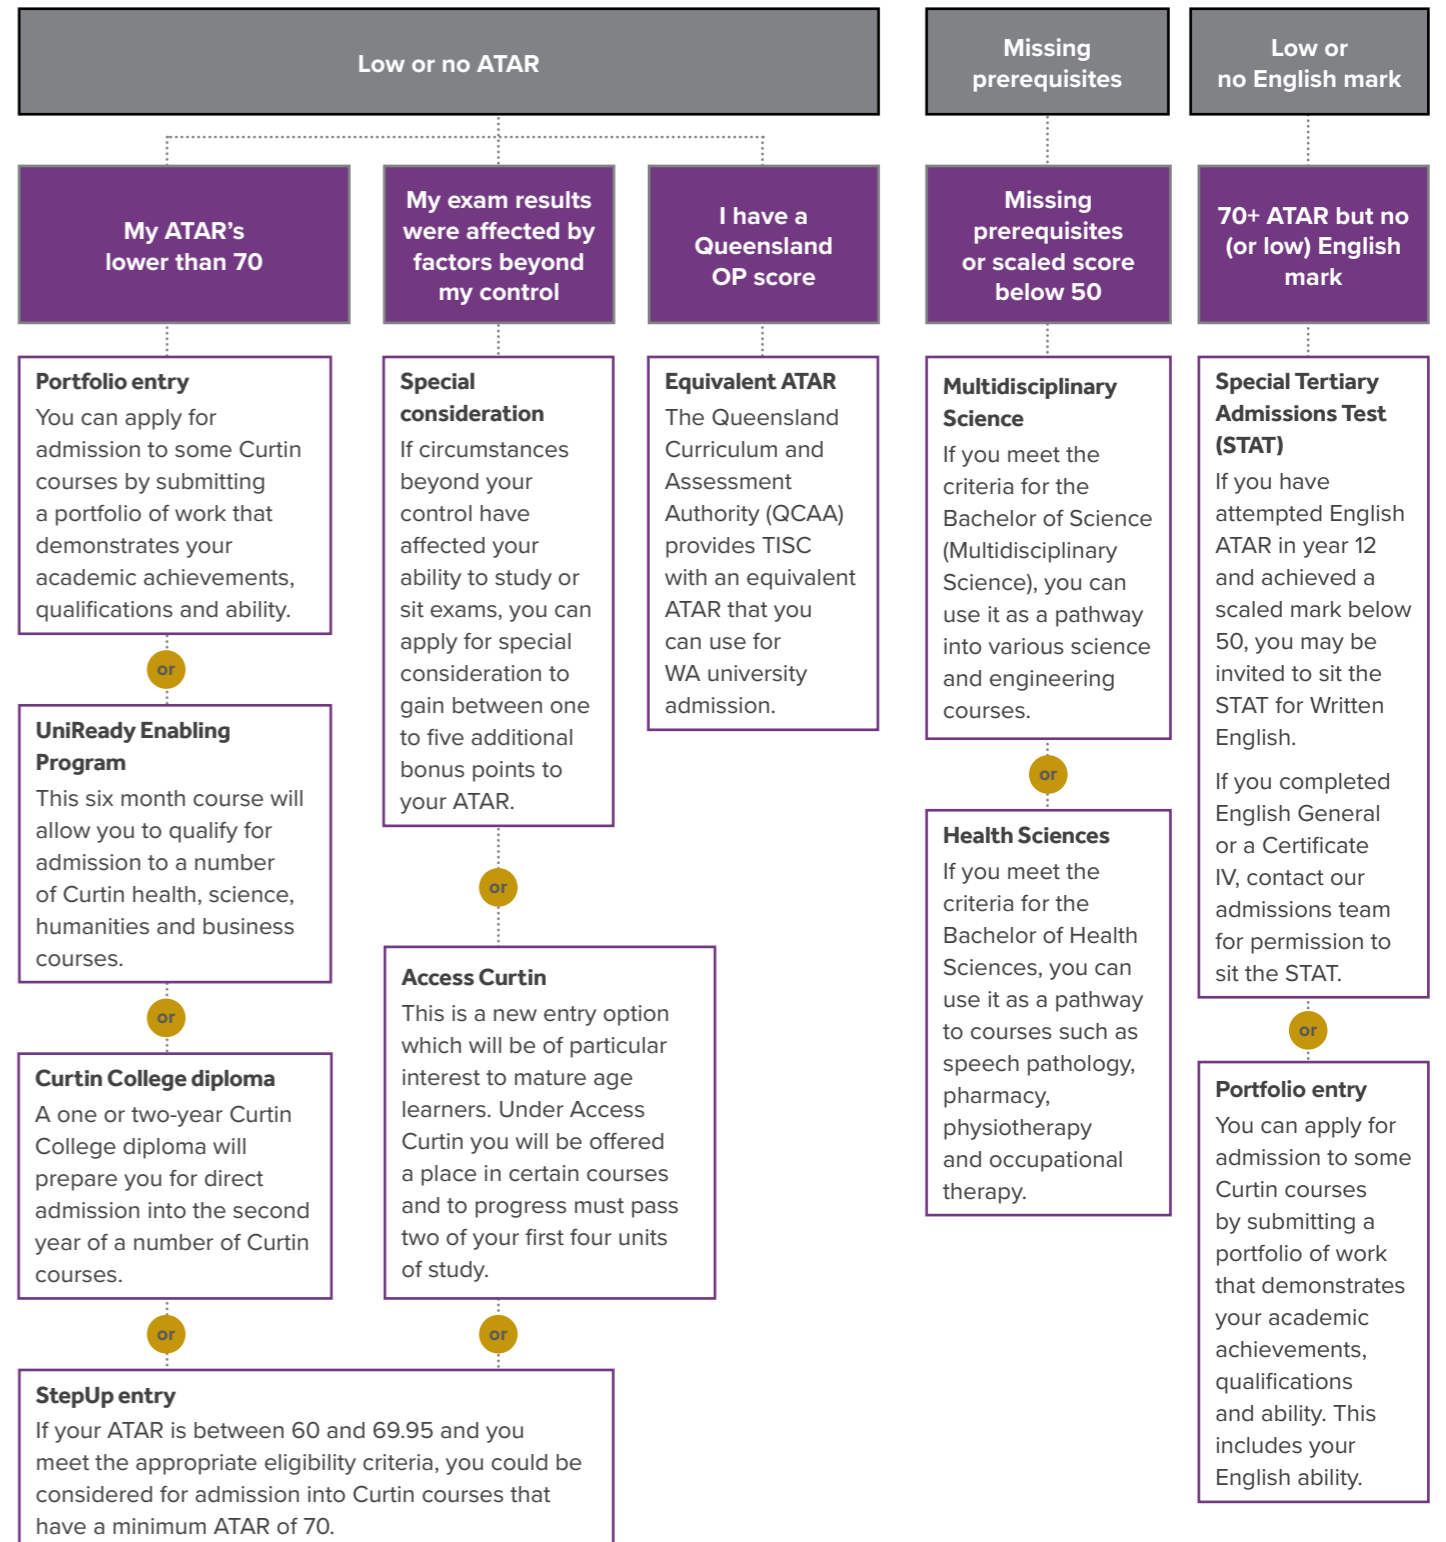 Low or no ATAR
Missing
prerequisites
Low or
no English mark
My ATAR's
lower than 70
My exam results
were affected by
factors beyond
my control
I have a
Queensland
OP score
Missing
prerequisites
or scaled score
below 50
70+ ATAR but no
(or low) English
mark
Portfolio entry
You can apply for
admission to some Curtin
courses by submitting
a portfolio of work that
demonstrates your
academic achievements,
qualifications and ability.
or
UniReady Enabling
Program
This six month course will
allow you to qualify for
admission to a number
of Curtin health, science,
humanities and business
courses.
or
Curtin College diploma
A one or two-year Curtin
College diploma will
prepare you for direct
admission into the second
year of a number of Curtin
courses.
or
Special
consideration
If circumstances
beyond your
control have
affected your
ability to study or
sit exams, you can
apply for special
consideration to
gain between one
to five additional
bonus points to
your ATAR.
or
Access Curtin
This is a new entry option
which will be of particular
interest to mature age
learners. Under Access
Curtin you will be offered
a place in certain courses
and to progress must pass
two of your first four units
of study.
or
StepUp entry
If your ATAR is between 60 and 69.95 and you
meet the appropriate eligibility criteria, you could be
considered for admission into Curtin courses that
have a minimum ATAR of 70.
Equivalent ATAR
The Queensland
Curriculum and
Assessment
Authority (QCAA)
provides TISC
with an equivalent
ATAR that you
can use for
WA university
admission.
Multidisciplinary
Science
If you meet the
criteria for the
Bachelor of Science
(Multidisciplinary
Science), you can
use it as a pathway
into various science
and engineering
courses.
or
Health Sciences
If you meet the
criteria for the
Bachelor of Health
Sciences, you can
use it as a pathway
to courses such as
speech pathology,
pharmacy,
physiotherapy
and occupational
therapy.
Special Tertiary
Admissions Test
(STAT)
If you have
attempted English
ATAR in year 12
and achieved a
scaled mark below
50, you may be
invited to sit the
STAT for Written
English.
If you completed
English General
or a Certificate
IV, contact our
admissions team
for permission to
sit the STAT.
or
Portfolio entry
You can apply for
admission to some
Curtin courses
by submitting a
portfolio of work
that demonstrates
your academic
achievements,
qualifications
and ability. This
includes your
English ability.